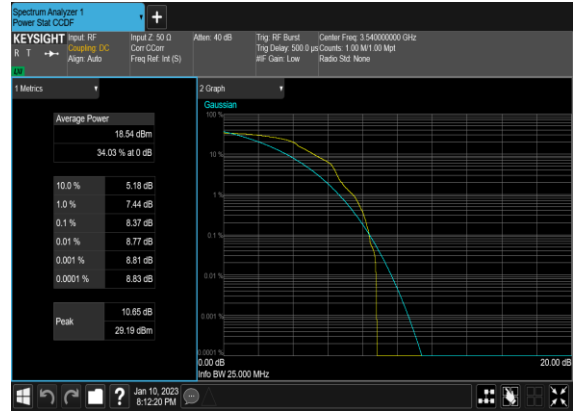 Spectrum Analyzer 1
Power Stat CCDF
+
KEYSIGHT
R T
LXI
Input: RF
Coupling: DC
Align: Auto
Input Z: 50 Ω
Corr CCorr
Freq Ref: Int (S)
Atten: 40 dB
Trig: RF Burst
Trig Delay: 500.0 µs
#IF Gain: Low
Center Freq: 3.540000000 GHz
Counts: 1.00 M/1.00 Mpt
Radio Std: None
1 Metrics
Average Power
18.54 dBm
34.03 % at 0 dB
10.0 % 5.18 dB
1.0 % 7.44 dB
0.1 % 8.37 dB
0.01 % 8.77 dB
0.001 % 8.81 dB
0.0001 % 8.83 dB
Peak
10.65 dB
29.19 dBm
2 Graph
Gaussian
100 %
10 %
1 %
0.1 %
0.01 %
0.001 %
0.0001 %
0.00 dB
20.00 dB
Info BW 25.000 MHz
?
Jan 10, 2023
8:12:20 PM